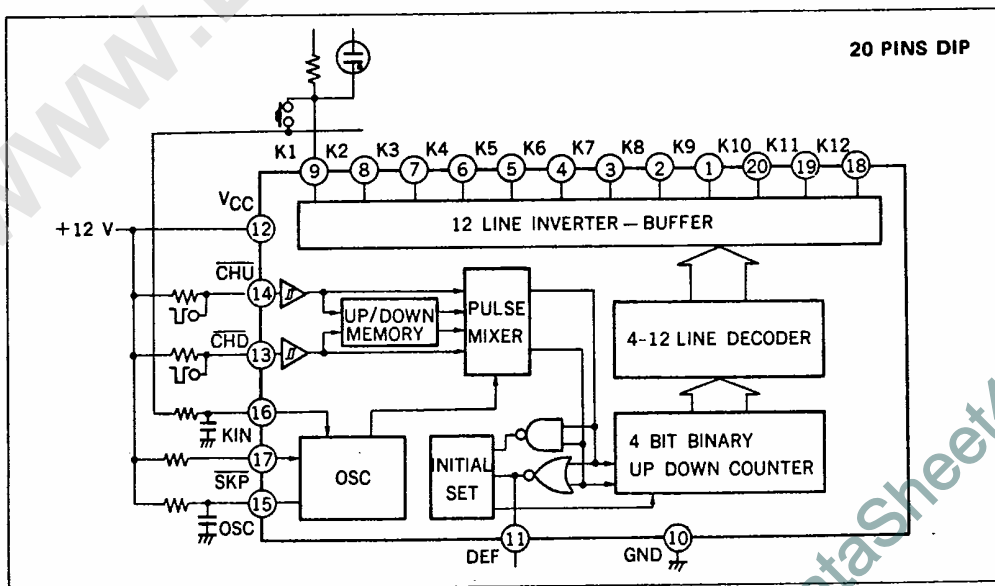 www.
20 PINS DIP
K1 K2 K3 K4 K5 K6 K7 K8 K9 K10 K11 K12
9 8 7 6 5 4 3 2 1 20 19 18
VCC
+12 V
12
12 LINE INVERTER – BUFFER
CHU
14
UP/DOWN
MEMORY
PULSE
MIXER
4-12 LINE DECODER
CHD
13
16
KIN
17
SKP
15
OSC
OSC
INITIAL
SET
4 BIT BINARY
UP DOWN COUNTER
DEF
11
GND
10
taSheet4